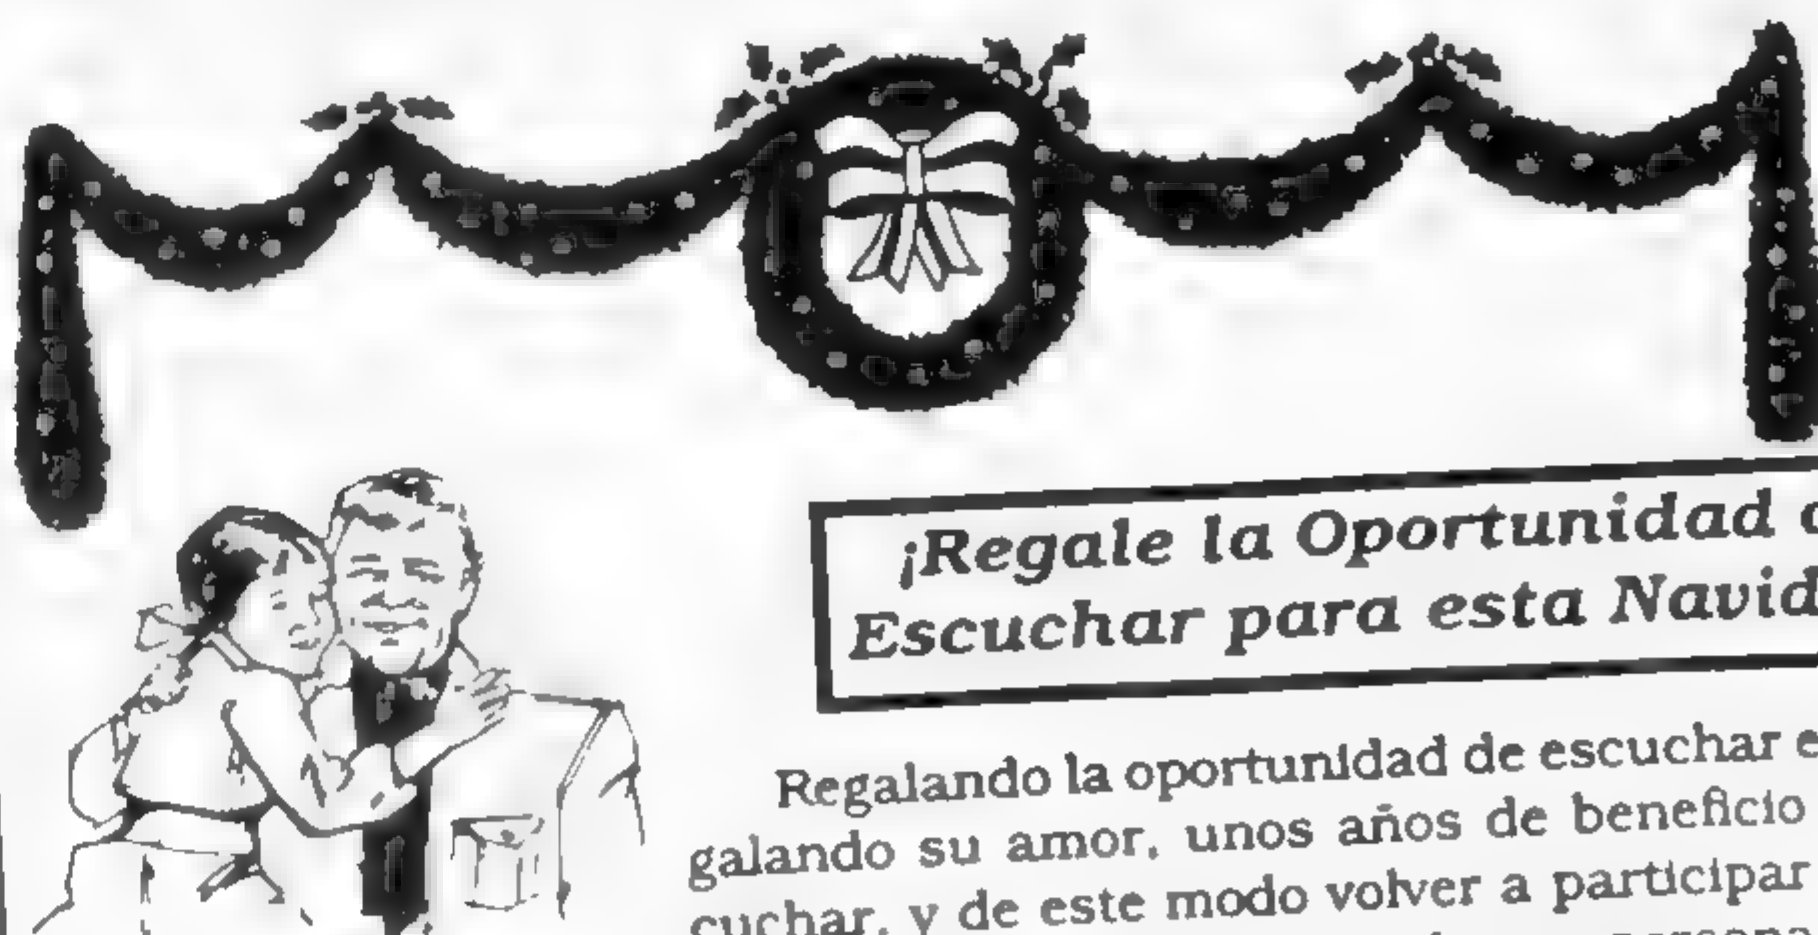 ¡Regale la Oportunidad
Escuchar para esta Navid
Regalando la oportunidad de escuchar e
galando su amor, unos años de beneficio
cuchar, y de este modo volver a participar
persona